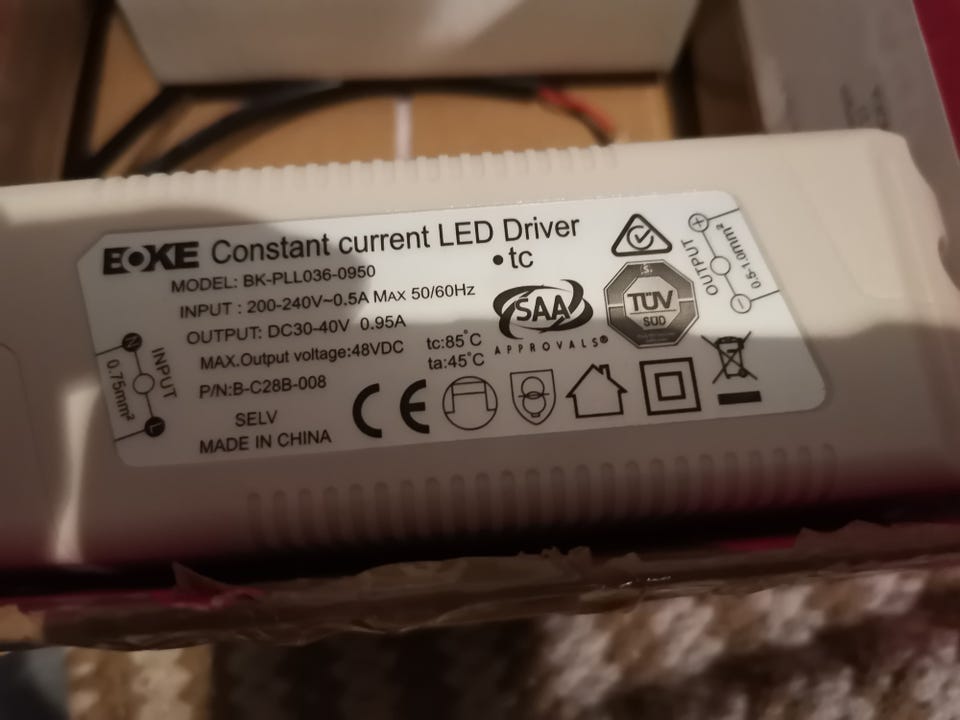 EOKE Constant current LED Driver
MODEL: BK-PLL036-0950
INPUT : 200-240V~0.5A MAX 50/60Hz
OUTPUT: DC30-40V 0.95A
MAX.Output voltage:48VDC
P/N:B-C28B-008
SELV
MADE IN CHINA
•tc
tc:85°C
ta:45°C
SAA
APPROVALS®
TÜV
SÜD
CE
N
INPUT
0.75mm²
L
+
OUTPUT
0.5-1.0mm²
-